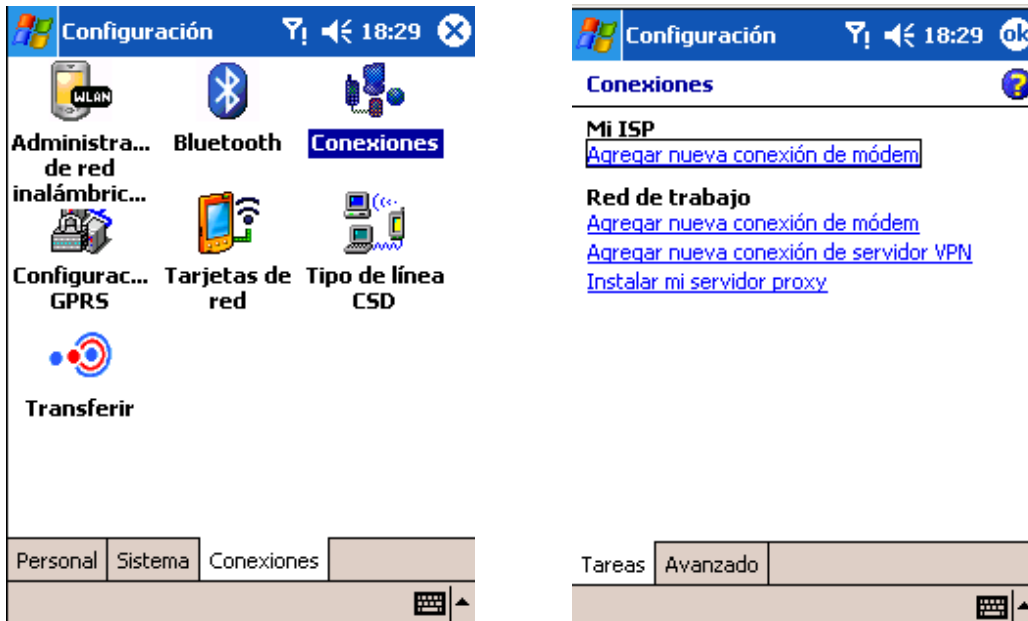 Configuración 18:29
WLAN
Administra... Bluetooth Conexiones
de red
inalámbric...
Configurac... Tarjetas de Tipo de línea
GPRS red CSD
Transferir
Personal Sistema Conexiones
Configuración 18:29 ok
Conexiones ?
Mi ISP
Agregar nueva conexión de módem
Red de trabajo
Agregar nueva conexión de módem
Agregar nueva conexión de servidor VPN
Instalar mi servidor proxy
Tareas Avanzado